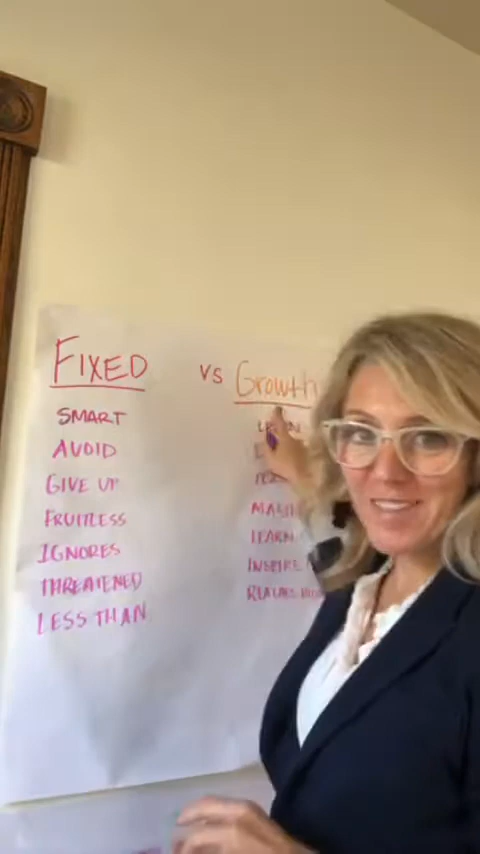 FIXED vs Growth
SMART
AVOID
GIVE UP
FRUITLESS
IGNORES
THREATENED
LESS THAN
LEARN
INSPIRE